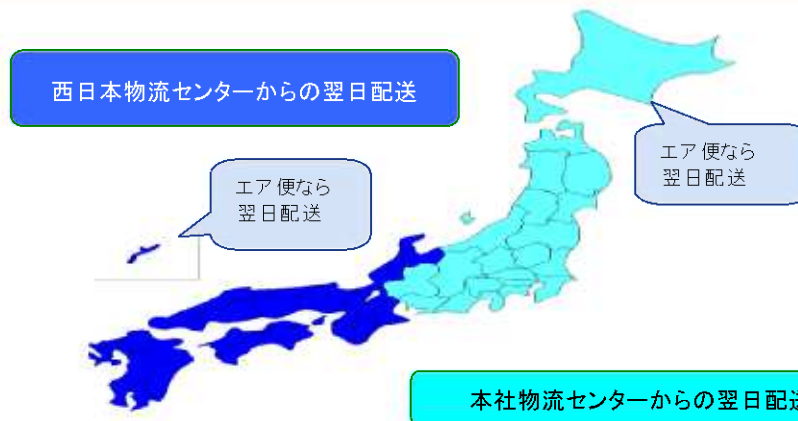 西日本物流センターからの翌日配送
エア便なら
翌日配送
エア便なら
翌日配送
本社物流センターからの翌日配送